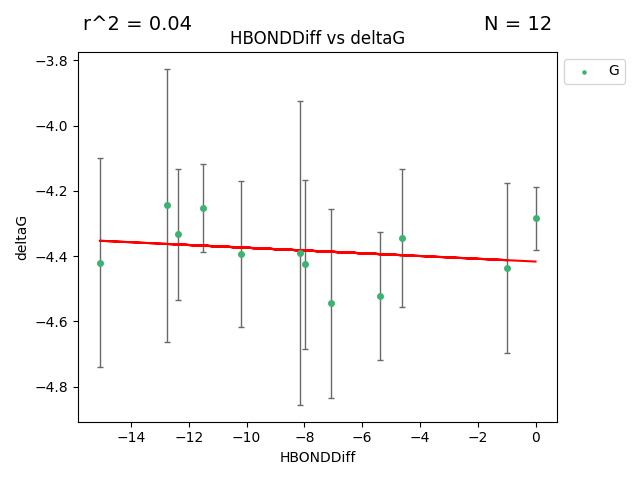 r^2 = 0.04
N = 12
HBONDDiff vs deltaG
G
−3.8
−4.0
−4.2
−4.4
−4.6
−4.8
deltaG
−14
−12
−10
−8
−6
−4
−2
0
HBONDDiff